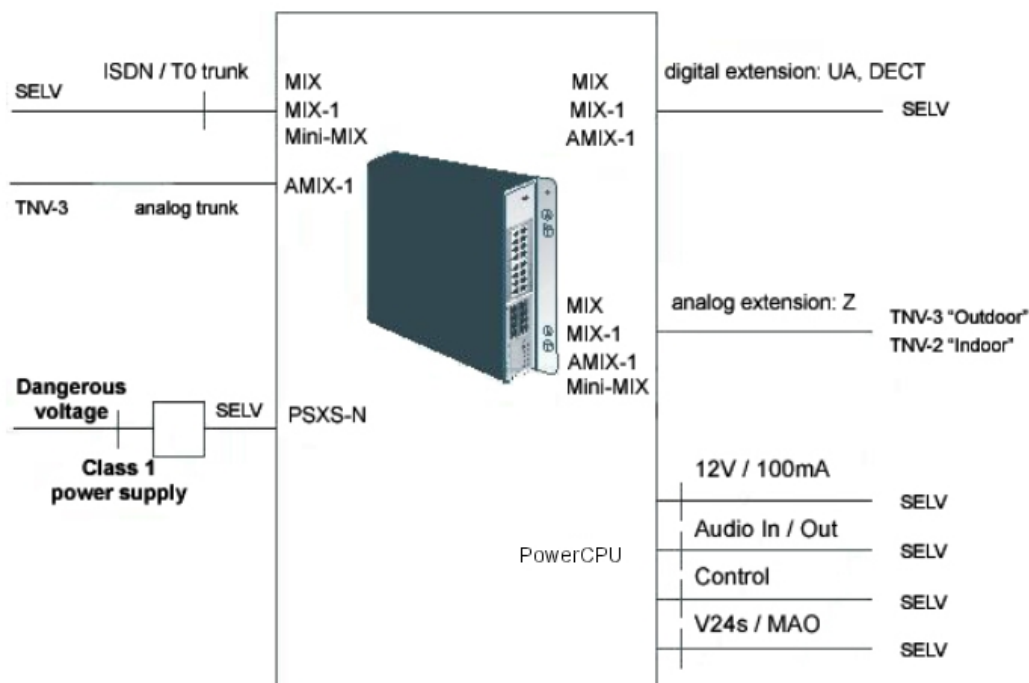 ISDN / T0 trunk
SELV
MIX
MIX-1
Mini-MIX
AMIX-1
TNV-3
analog trunk
Dangerous
voltage
SELV
PSXS-N
Class 1
power supply
MIX
MIX-1
AMIX-1
digital extension: UA, DECT
SELV
MIX
MIX-1
AMIX-1
Mini-MIX
analog extension: Z
TNV-3 "Outdoor"
TNV-2 "Indoor"
PowerCPU
12V / 100mA
SELV
Audio In / Out
SELV
Control
SELV
V24s / MAO
SELV